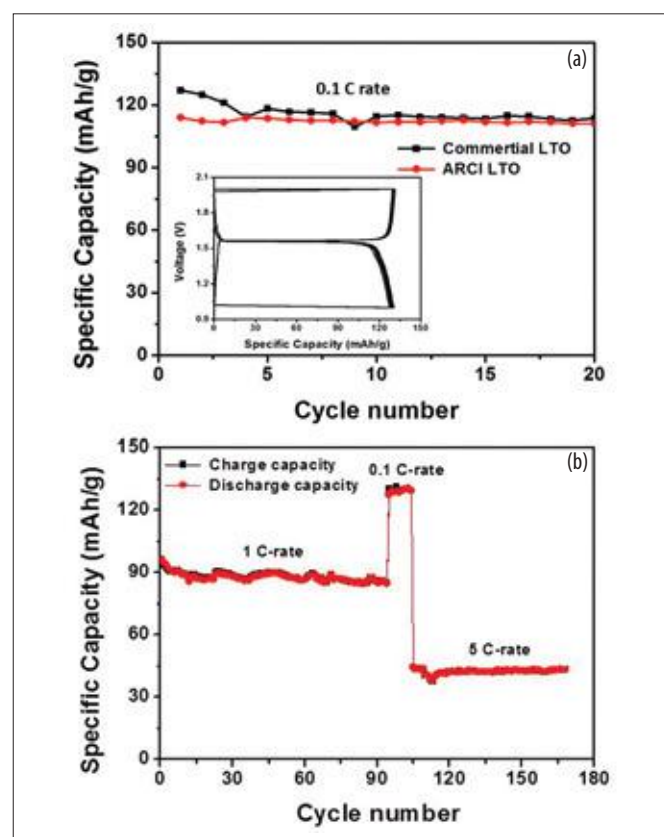 (a)
0.1 C rate
Commertial LTO
ARCI LTO
Specific Capacity (mAh/g)
150
120
90
60
30
0
0 5 10 15 20
Cycle number
Voltage (V)
2.1
1.8
1.5
1.2
0.9
0 30 60 90 120 150
Specific Capacity (mAh/g)
(b)
Charge capacity
Discharge capacity
0.1 C-rate
1 C-rate
5 C-rate
Specific Capacity (mAh/g)
150
120
90
60
30
0
0 30 60 90 120 150 180
Cycle number